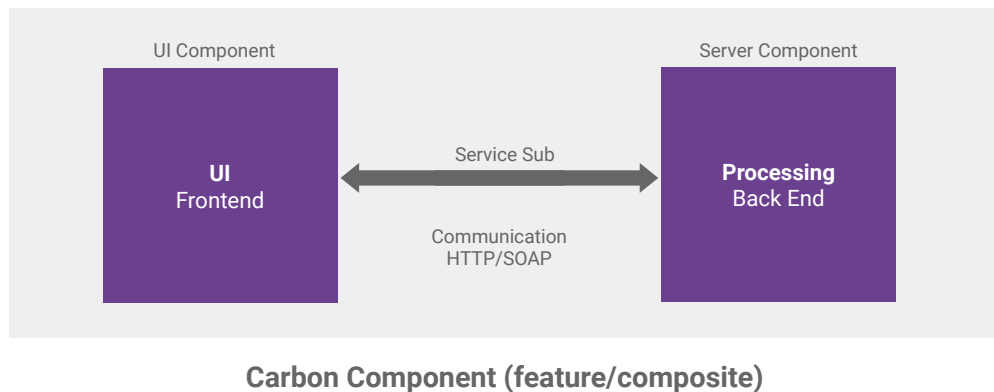 UI Component
Server Component
UI
Frontend
Service Sub
Communication
HTTP/SOAP
Processing
Back End
Carbon Component (feature/composite)